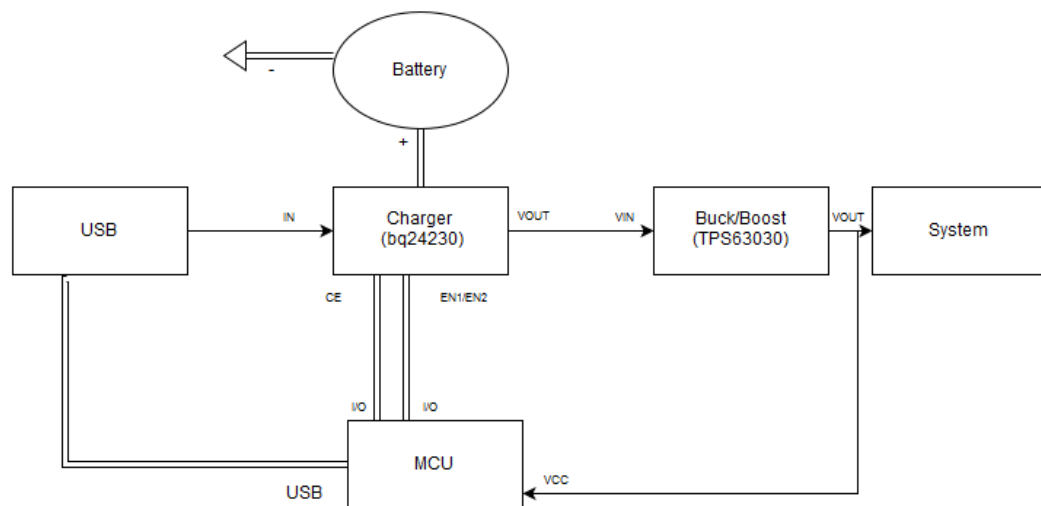 Battery
-
+
USB
IN
Charger
(bq24230)
VOUT
VIN
Buck/Boost
(TPS63030)
VOUT
System
CE
EN1/EN2
I/O
I/O
MCU
USB
VCC